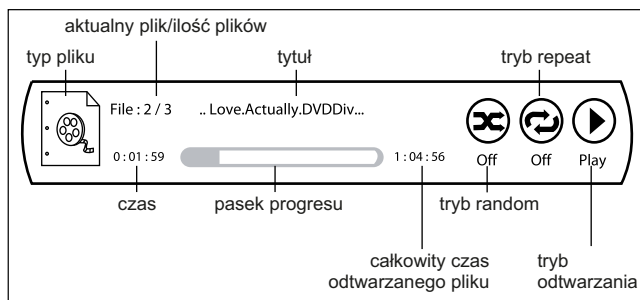 aktualny plik/ilość plików
typ pliku
tytuł
tryb repeat
File : 2 / 3
.. Love.Actually.DVDDiv...
0 : 01 : 59
1 : 04 : 56
Off
Off
Play
czas
pasek progresu
tryb random
całkowity czas
odtwarzanego pliku
tryb
odtwarzania